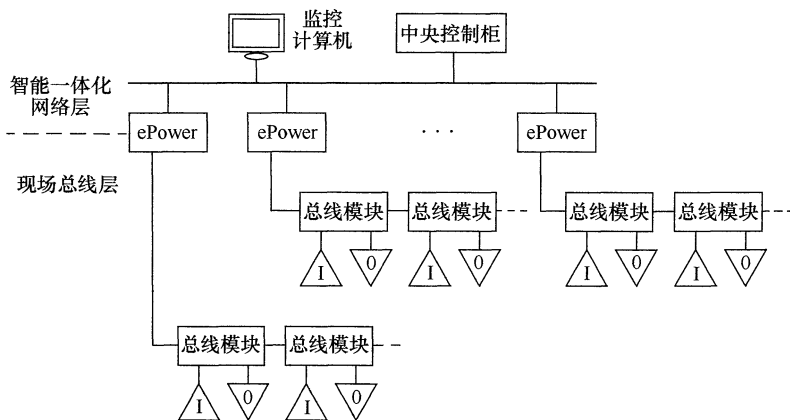 监控
计算机
中央控制柜
智能一体化
网络层
ePower
ePower
· · ·
ePower
现场总线层
总线模块
总线模块
总线模块
总线模块
I
0
I
0
I
0
I
0
总线模块
总线模块
I
0
I
0